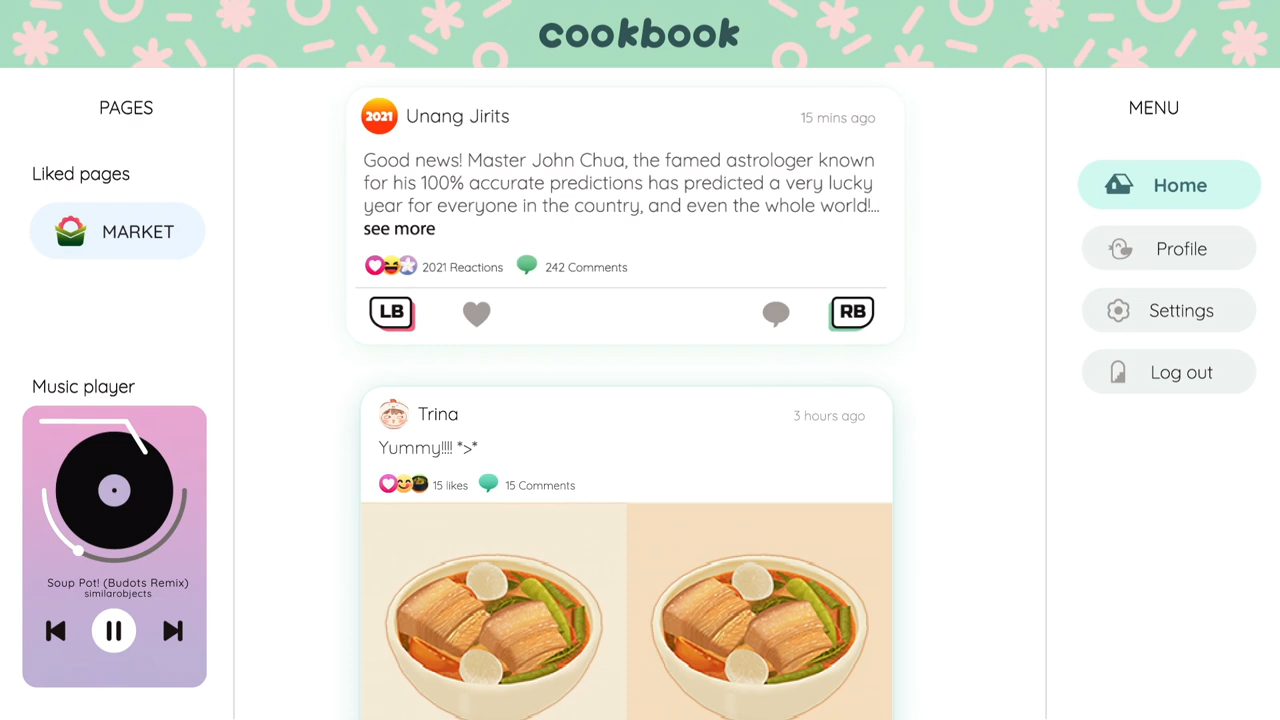 cookbook
PAGES
Liked pages
MARKET
Music player
Soup Pot! (Budots Remix)
similarobjects
2021
Unang Jirits
15 mins ago
Good news! Master John Chua, the famed astrologer known
for his 100% accurate predictions has predicted a very lucky
year for everyone in the country, and even the whole world!...
see more
2021 Reactions
242 Comments
LB
RB
Trina
3 hours ago
Yummy!!!! *>*
15 likes
15 Comments
MENU
Home
Profile
Settings
Log out